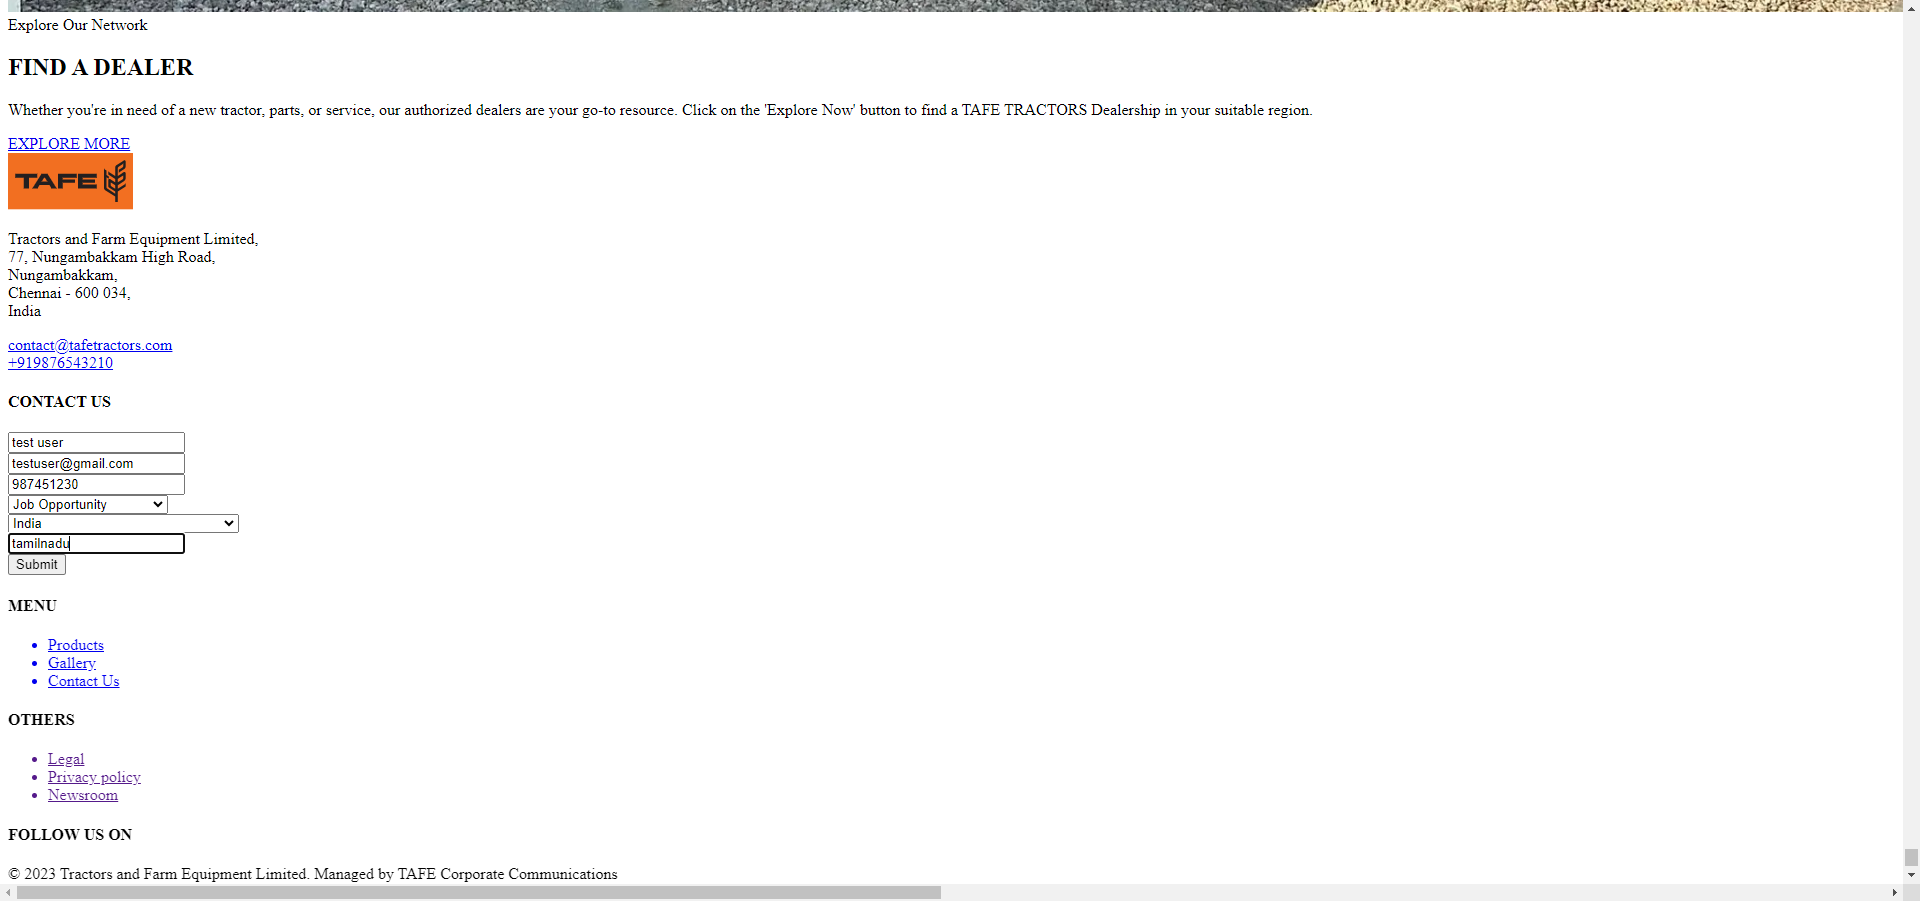 Explore Our Network
FIND A DEALER
Whether you're in need of a new tractor, parts, or service, our authorized dealers are your go-to resource. Click on the 'Explore Now' button to find a TAFE TRACTORS Dealership in your suitable region.
EXPLORE MORE
TAFE
Tractors and Farm Equipment Limited,
77, Nungambakkam High Road,
Nungambakkam,
Chennai - 600 034,
India
contact@tafetractors.com
+919876543210
CONTACT US
test user
testuser@gmail.com
987451230
Job Opportunity
India
tamilnadu
Submit
MENU
Products
Gallery
Contact Us
OTHERS
Legal
Privacy policy
Newsroom
FOLLOW US ON
© 2023 Tractors and Farm Equipment Limited. Managed by TAFE Corporate Communications